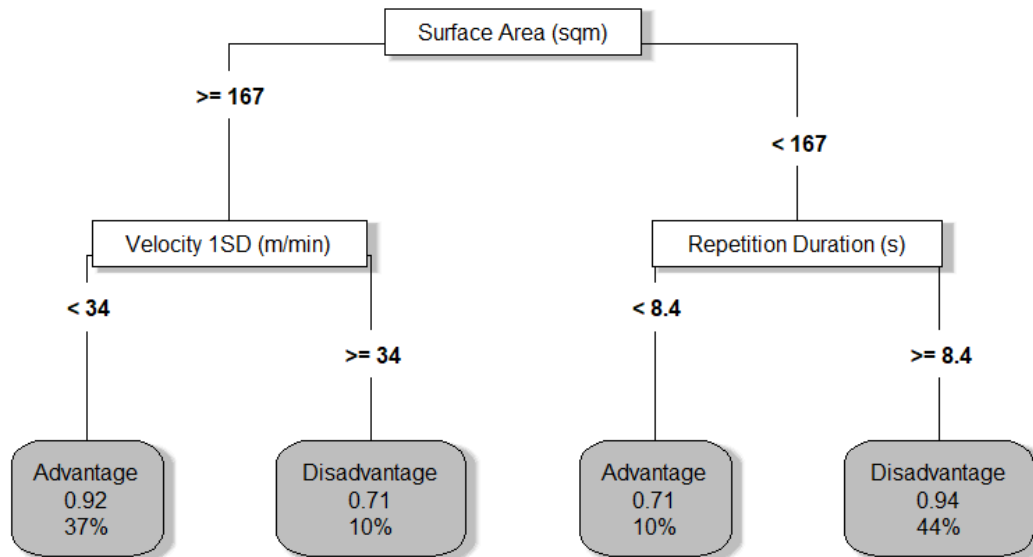 Surface Area (sqm)
>= 167
< 167
Velocity 1SD (m/min)
Repetition Duration (s)
< 34
>= 34
< 8.4
>= 8.4
Advantage
0.92
37%
Disadvantage
0.71
10%
Advantage
0.71
10%
Disadvantage
0.94
44%